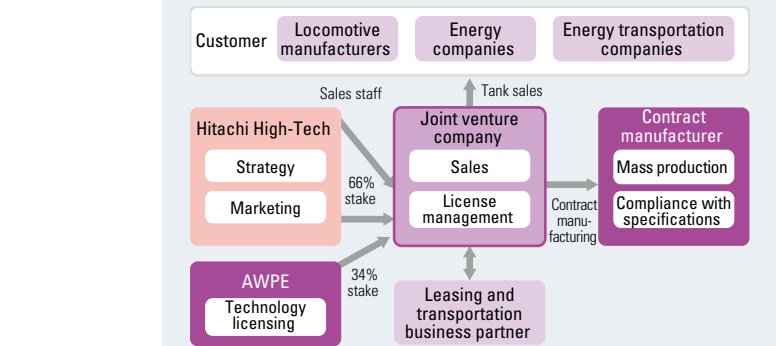 Customer
Locomotive
manufacturers
Energy
companies
Energy transportation
companies
Sales staff
Tank sales
Hitachi High-Tech
Strategy
Marketing
66%
stake
Joint venture
company
Sales
License
management
Contract
manu-
facturing
Contract
manufacturer
Mass production
Compliance with
specifications
AWPE
Technology
licensing
34%
stake
Leasing and
transportation
business partner